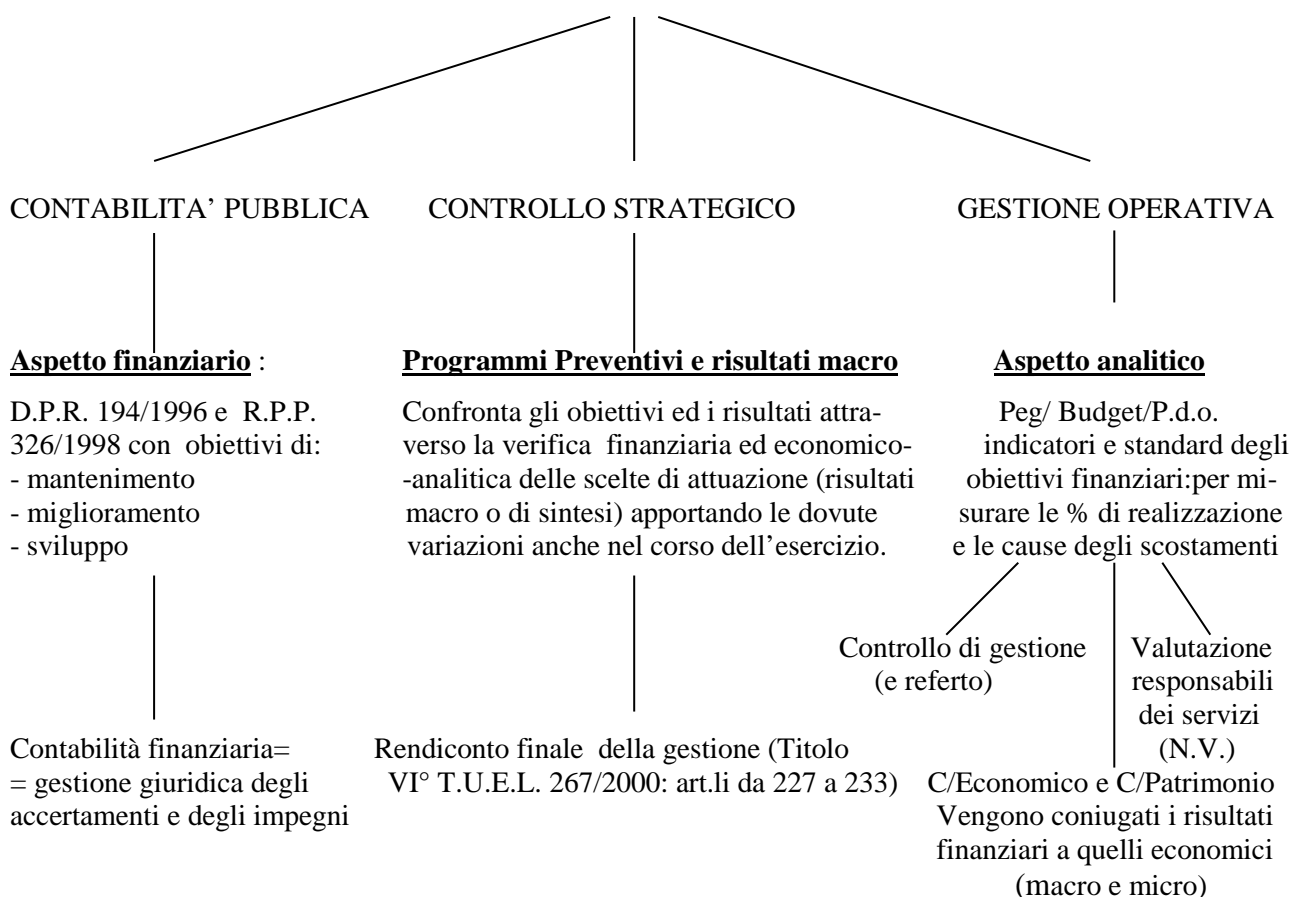 CONTABILITA’ PUBBLICA
CONTROLLO STRATEGICO
GESTIONE OPERATIVA
Aspetto finanziario :
D.P.R. 194/1996 e R.P.P.
326/1998 con obiettivi di:
- mantenimento
- miglioramento
- sviluppo
Contabilità finanziaria=
= gestione giuridica degli
accertamenti e degli impegni
Programmi Preventivi e risultati macro
Confronta gli obiettivi ed i risultati attra-
verso la verifica finanziaria ed economico-
-analitica delle scelte di attuazione (risultati
macro o di sintesi) apportando le dovute
variazioni anche nel corso dell’esercizio.
Rendiconto finale della gestione (Titolo
VI° T.U.E.L. 267/2000: art.li da 227 a 233)
Aspetto analitico
Peg/ Budget/P.d.o.
indicatori e standard degli
obiettivi finanziari:per mi-
surare le % di realizzazione
e le cause degli scostamenti
Controllo di gestione
(e referto)
Valutazione
responsabili
dei servizi
(N.V.)
C/Economico e C/Patrimonio
Vengono coniugati i risultati
finanziari a quelli economici
(macro e micro)